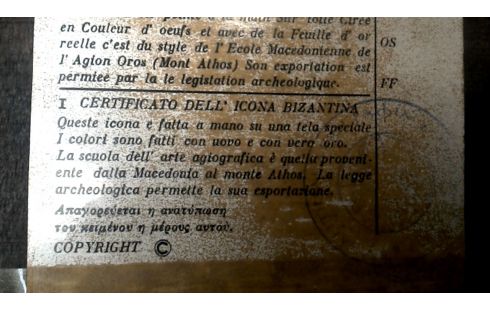 en Couleur d' oeufs et avec de la Feuille d' or
reelle c'est du style de l' Ecole Macedonienne de
l' Agion Oros (Mont Athos) Son exportation est
permiee par la le legistation archeologique.
OS
FF
I CERTIFICATO DELL' ICONA BIZANTINA
Queste icona e fatta a mano su una tela speciale
I colori sono fatti con uovo e con vero oro.
La scuola dell' arte agiografica è quella proveni-
ente dalla Macedonia al monte Athos. La legge
archeologica permette la sua esportazione.
Απαγορεύεται η ανατύπωση
του κειμένου η μέρους αυτού.
COPYRIGHT ©